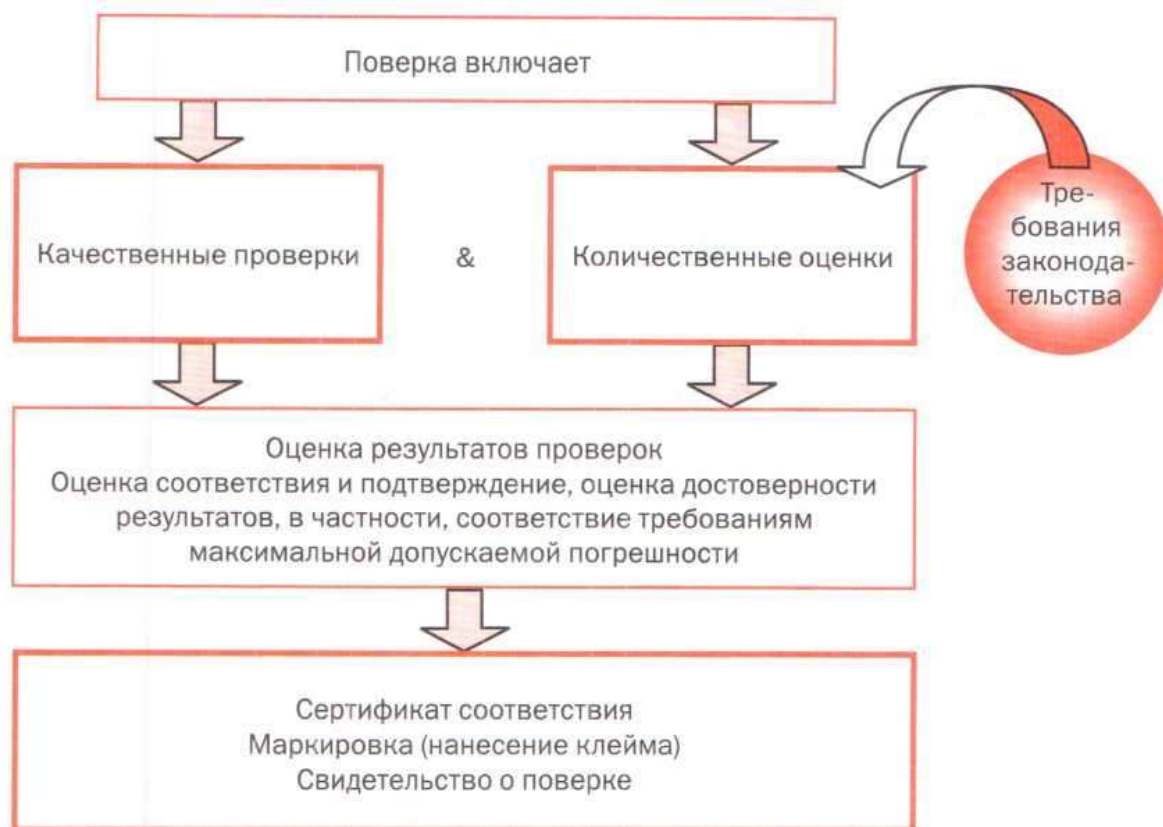 Поверка включает
Качественные проверки
&
Количественные оценки
Тре-
бования
законода-
тельства
Оценка результатов проверок
Оценка соответствия и подтверждение, оценка достоверности
результатов, в частности, соответствие требованиям
максимальной допускаемой погрешности
Сертификат соответствия
Маркировка (нанесение клейма)
Свидетельство о поверке